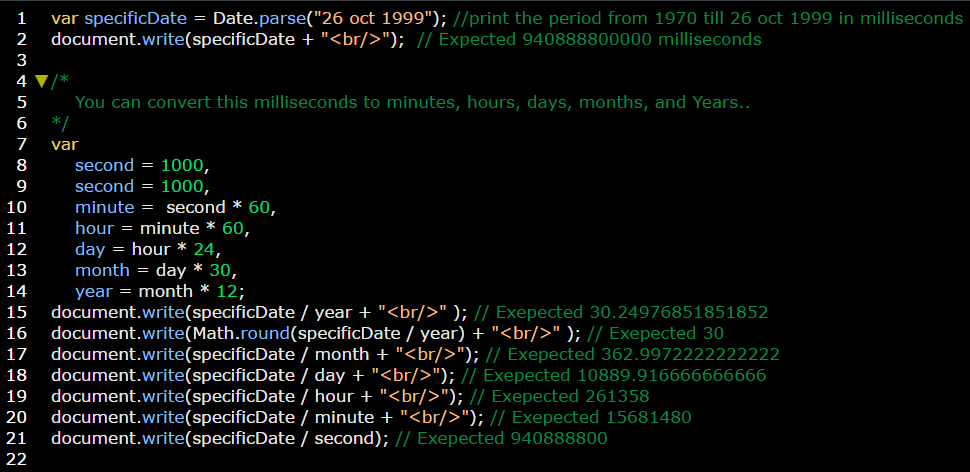 1 var specificDate = Date.parse("26 oct 1999"); //print the period from 1970 till 26 oct 1999 in milliseconds
2 document.write(specificDate + "<br/>"); // Expected 940888800000 milliseconds
3
4 /*
5 You can convert this milliseconds to minutes, hours, days, months, and Years..
6 */
7 var
8 second = 1000,
9 second = 1000,
10 minute = second * 60,
11 hour = minute * 60,
12 day = hour * 24,
13 month = day * 30,
14 year = month * 12;
15 document.write(specificDate / year + "<br/>" ); // Exepected 30.24976851851852
16 document.write(Math.round(specificDate / year) + "<br/>" ); // Exepected 30
17 document.write(specificDate / month + "<br/>"); // Exepected 362.9972222222222
18 document.write(specificDate / day + "<br/>"); // Exepected 10889.916666666666
19 document.write(specificDate / hour + "<br/>"); // Exepected 261358
20 document.write(specificDate / minute + "<br/>"); // Exepected 15681480
21 document.write(specificDate / second); // Exepected 940888800
22